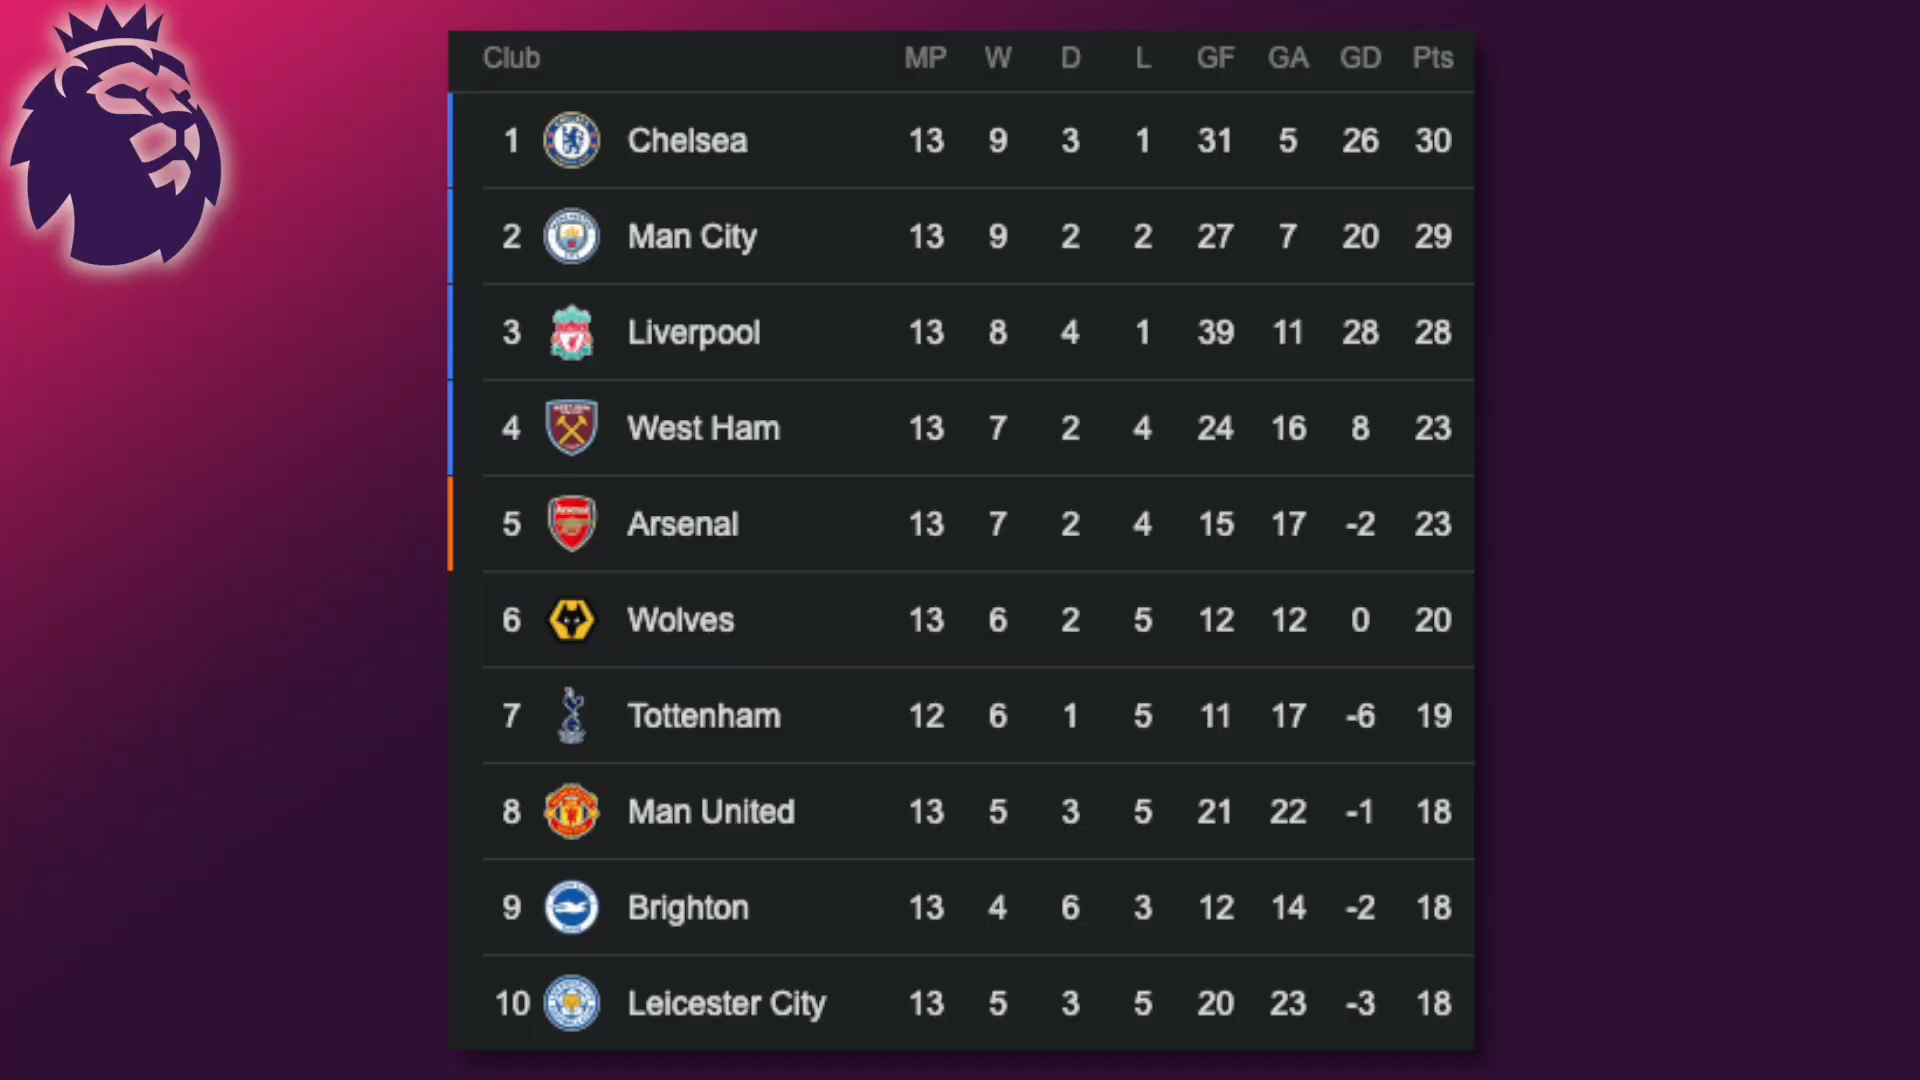 Club MP W D L GF GA GD Pts
1 Chelsea 13 9 3 1 31 5 26 30
2 Man City 13 9 2 2 27 7 20 29
3 Liverpool 13 8 4 1 39 11 28 28
4 West Ham 13 7 2 4 24 16 8 23
5 Arsenal 13 7 2 4 15 17 -2 23
6 Wolves 13 6 2 5 12 12 0 20
7 Tottenham 12 6 1 5 11 17 -6 19
8 Man United 13 5 3 5 21 22 -1 18
9 Brighton 13 4 6 3 12 14 -2 18
10 Leicester City 13 5 3 5 20 23 -3 18